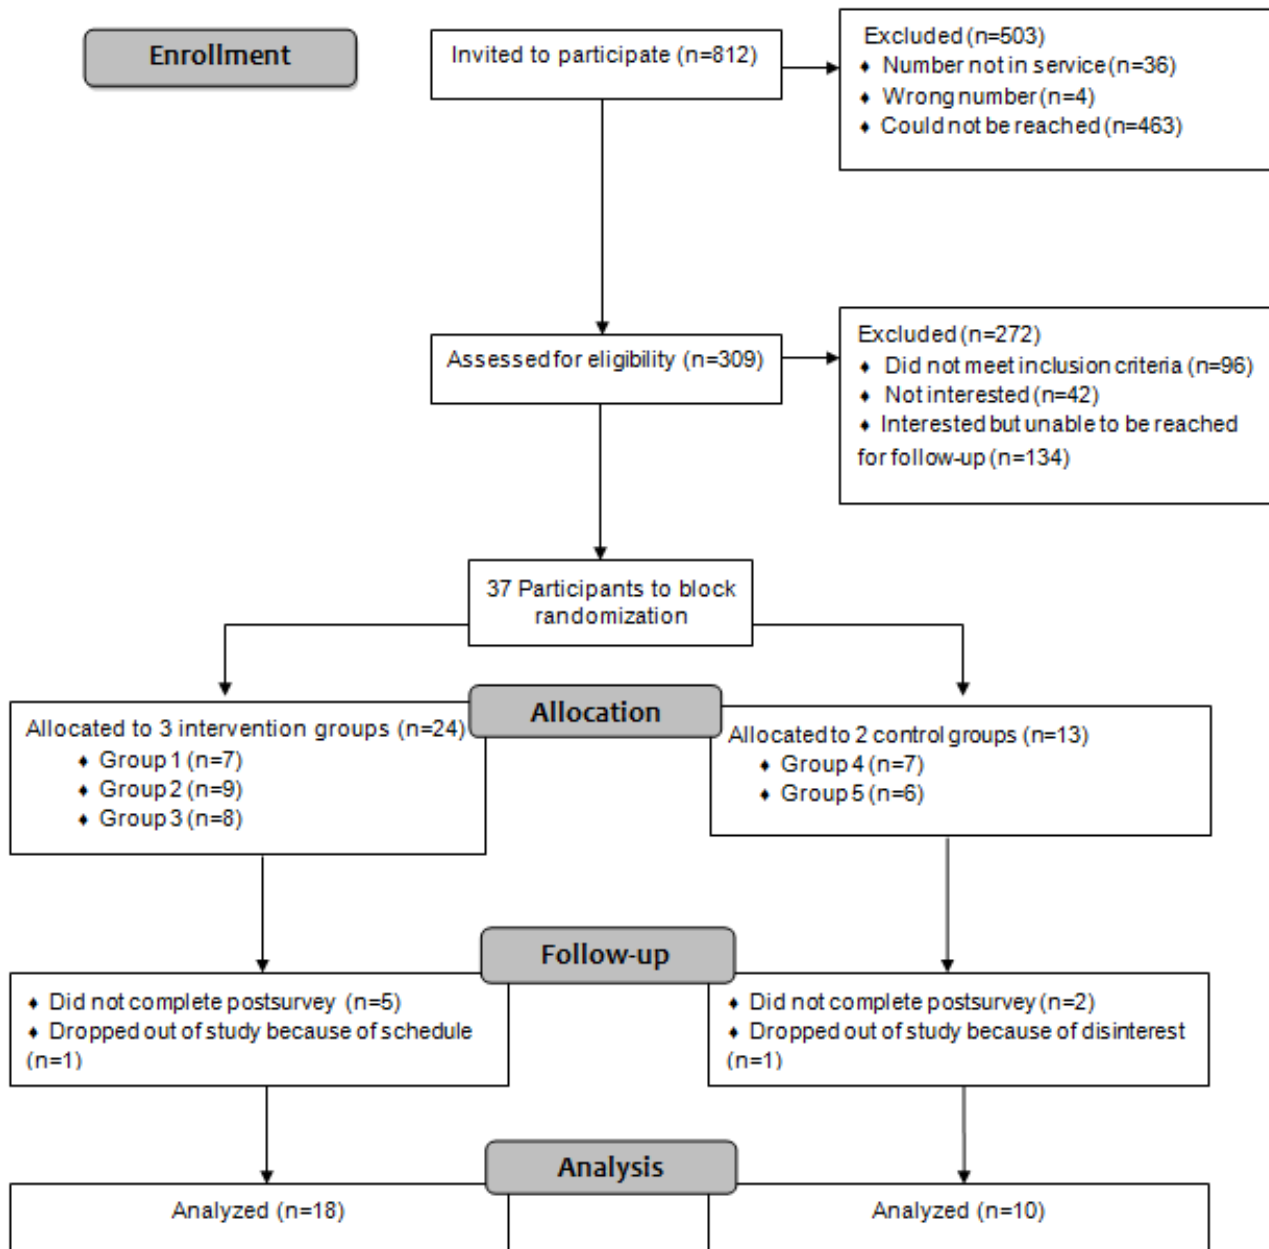 Enrollment
Invited to participate (n=812)
Excluded (n=503)
♦ Number not in service (n=36)
♦ Wrong number (n=4)
♦ Could not be reached (n=463)
Assessed for eligibility (n=309)
Excluded (n=272)
♦ Did not meet inclusion criteria (n=96)
♦ Not interested (n=42)
♦ Interested but unable to be reached
for follow-up (n=134)
37 Participants to block
randomization
Allocation
Allocated to 3 intervention groups (n=24)
♦ Group 1 (n=7)
♦ Group 2 (n=9)
♦ Group 3 (n=8)
Allocated to 2 control groups (n=13)
♦ Group 4 (n=7)
♦ Group 5 (n=6)
Follow-up
♦ Did not complete postsurvey (n=5)
♦ Dropped out of study because of schedule
(n=1)
♦ Did not complete postsurvey (n=2)
♦ Dropped out of study because of disinterest
(n=1)
Analysis
Analyzed (n=18)
Analyzed (n=10)